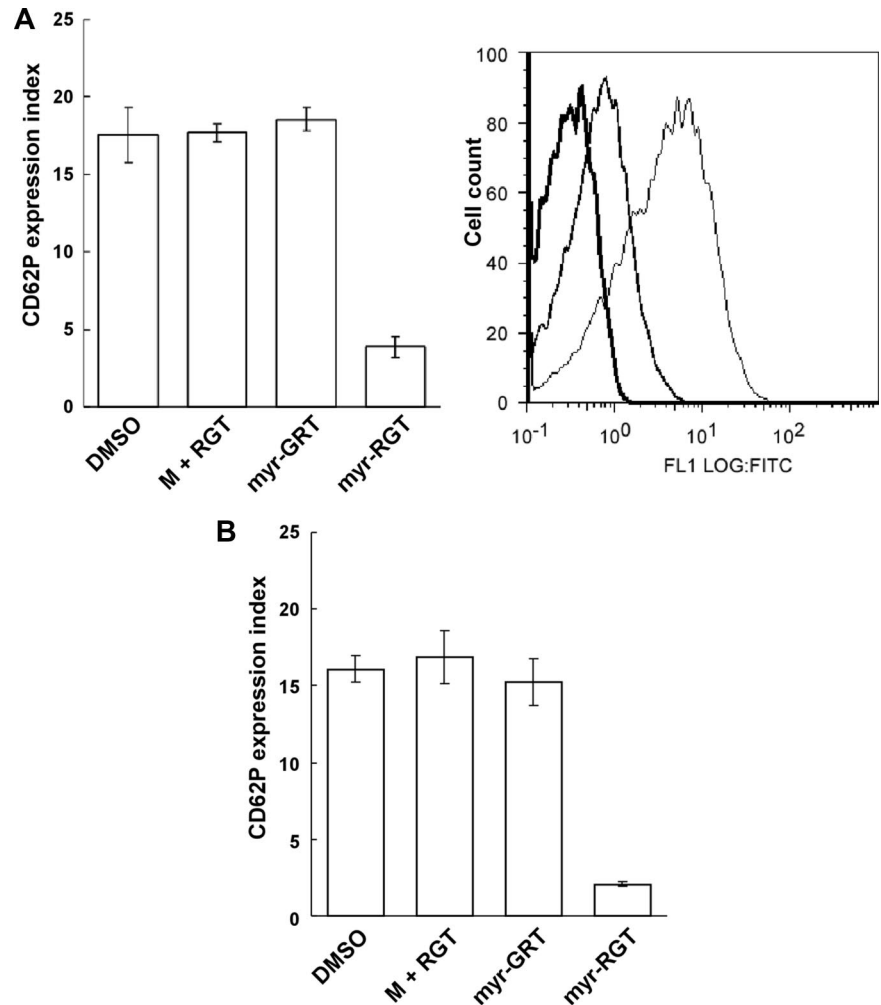 A
CD62P expression index
25
20
15
10
5
0
DMSO
M + RGT
myr-GRT
myr-RGT
Cell count
100
80
60
40
20
0
10-1
100
101
102
FL1 LOG:FITC
B
CD62P expression index
25
20
15
10
5
0
DMSO
M + RGT
myr-GRT
myr-RGT